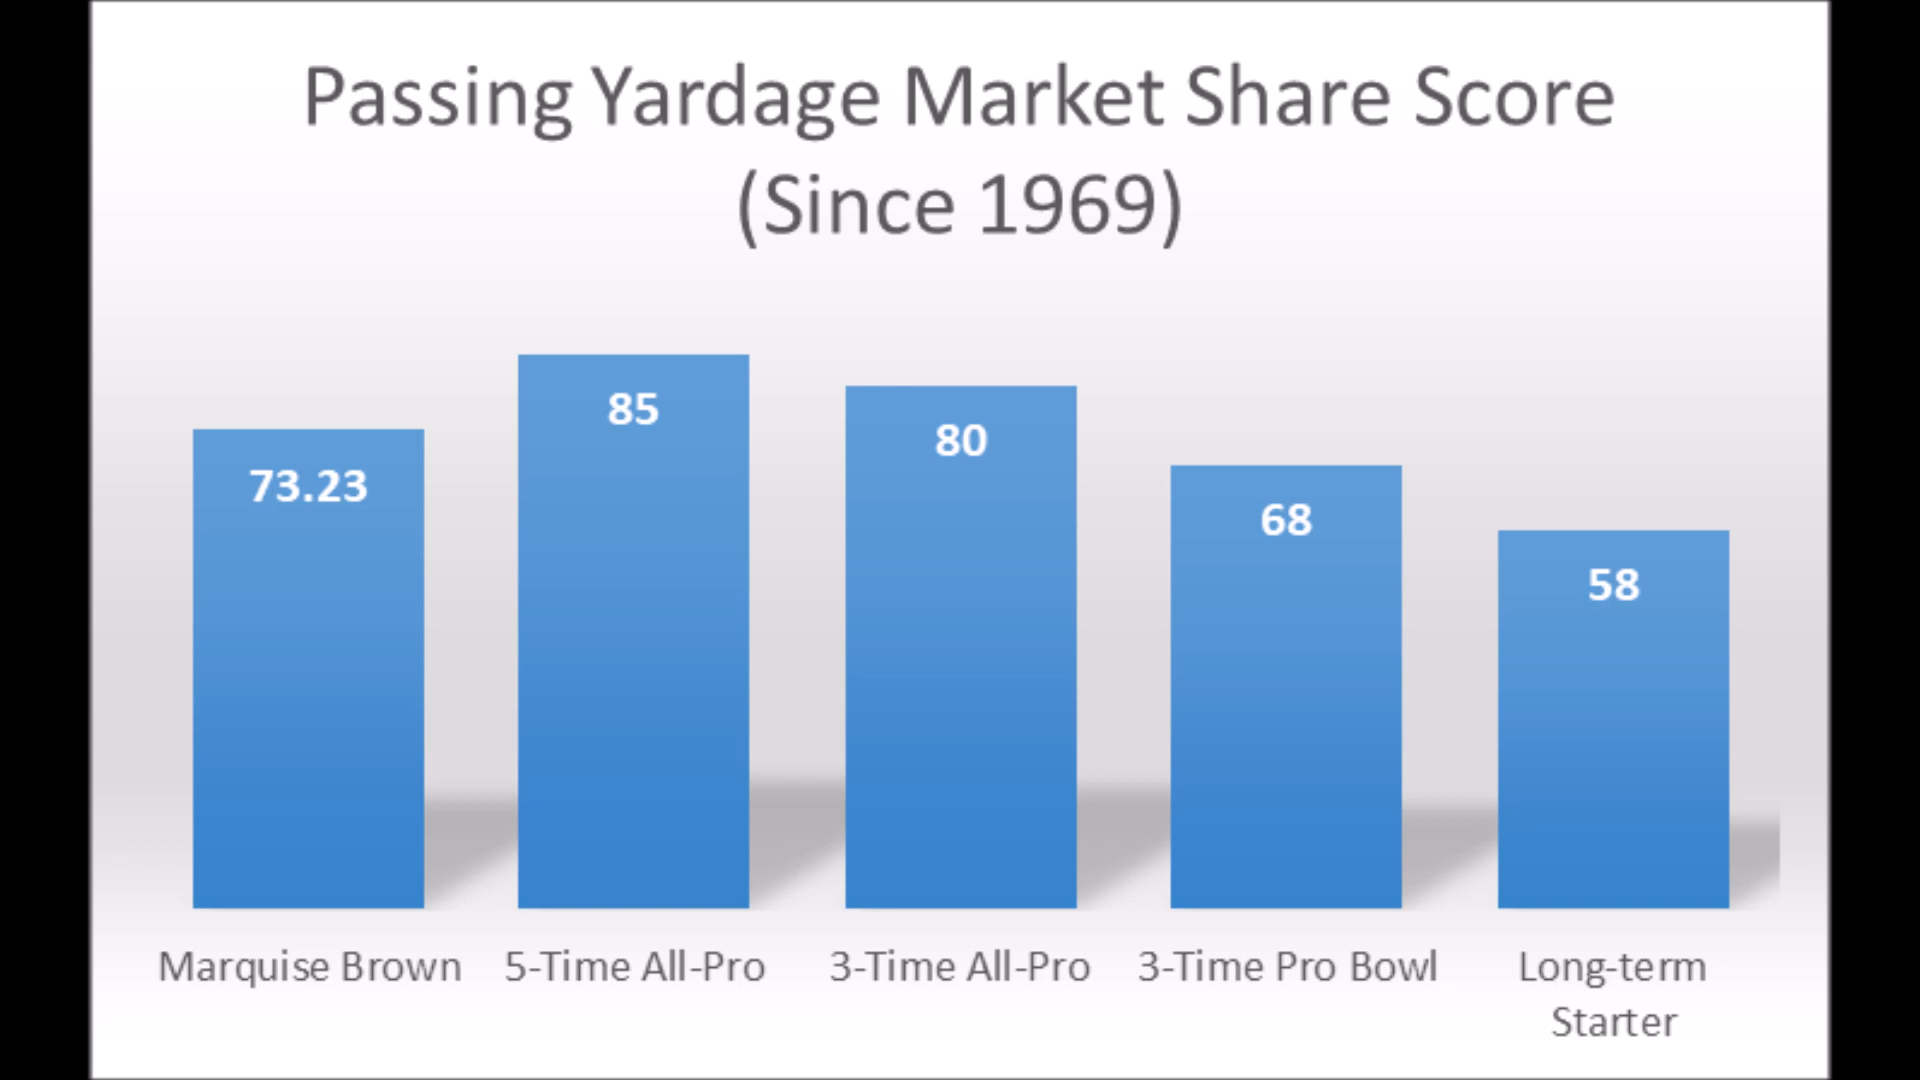 Passing Yardage Market Share Score
(Since 1969)
73.23
85
80
68
58
Marquise Brown
5-Time All-Pro
3-Time All-Pro
3-Time Pro Bowl
Long-term
Starter